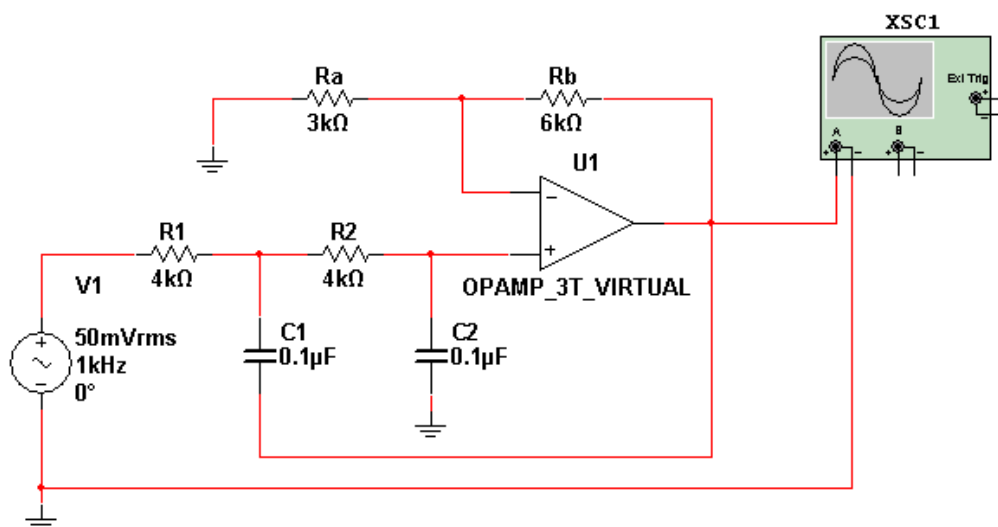 XSC1
Ext Trig
+
-
A
B
+ -
+ -
Ra
3kΩ
Rb
6kΩ
U1
-
+
OPAMP_3T_VIRTUAL
R1
4kΩ
R2
4kΩ
V1
+
-
50mVrms
1kHz
0°
C1
0.1µF
C2
0.1µF